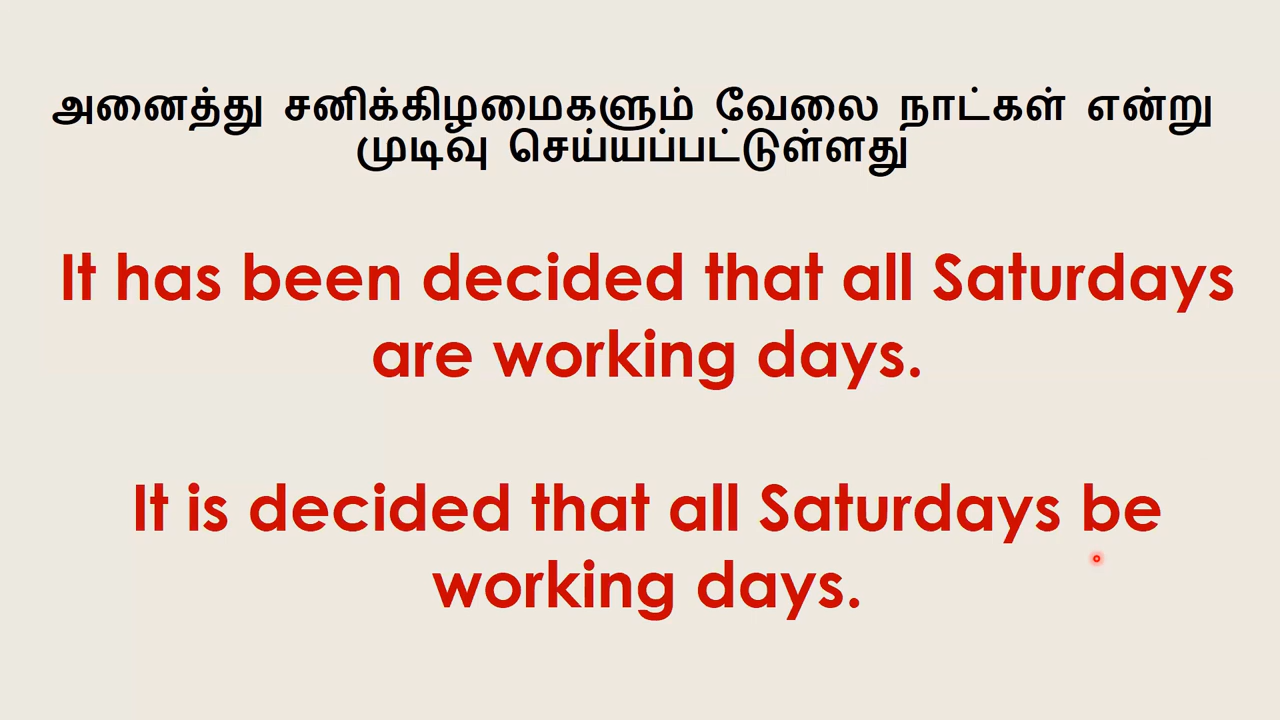 அனைத்து சனிக்கிழமைகளும் வேலை நாட்கள் என்று
முடிவு செய்யப்பட்டுள்ளது
It has been decided that all Saturdays
are working days.
It is decided that all Saturdays be
working days.